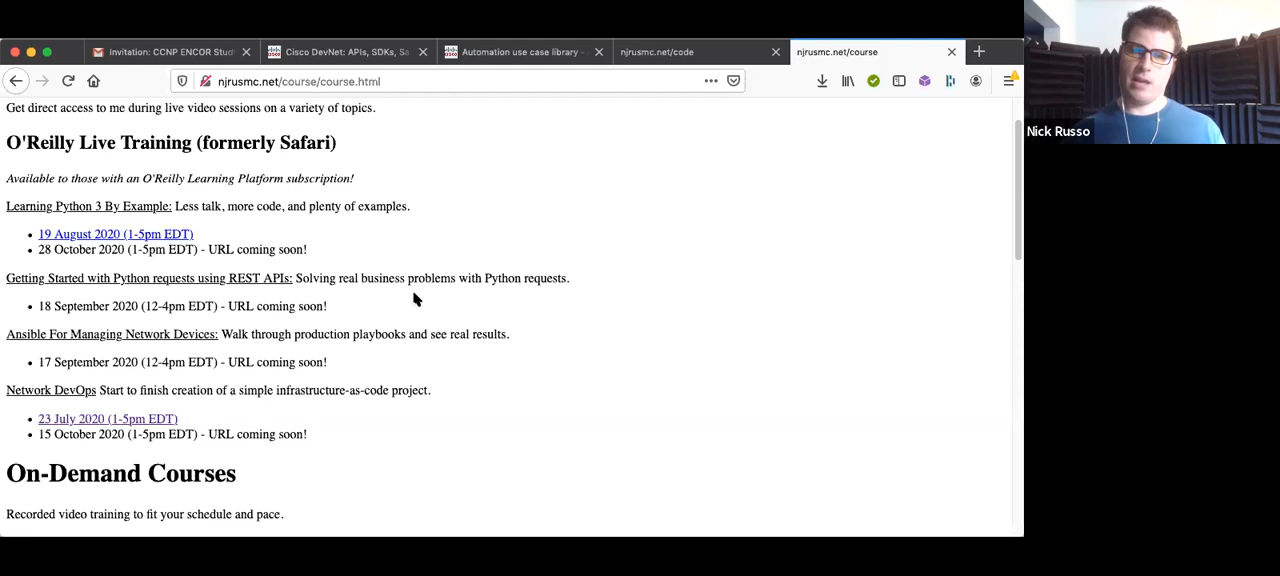 Invitation: CCNP ENCOR Stud
Cisco DevNet: APIs, SDKs, Sa
Automation use case library -
njrusmc.net/code
njrusmc.net/course
njrusmc.net/course/course.html
Nick Russo
Get direct access to me during live video sessions on a variety of topics.
O'Reilly Live Training (formerly Safari)
Available to those with an O'Reilly Learning Platform subscription!
Learning Python 3 By Example: Less talk, more code, and plenty of examples.
• 19 August 2020 (1-5pm EDT)
• 28 October 2020 (1-5pm EDT) - URL coming soon!
Getting Started with Python requests using REST APIs: Solving real business problems with Python requests.
• 18 September 2020 (12-4pm EDT) - URL coming soon!
Ansible For Managing Network Devices: Walk through production playbooks and see real results.
• 17 September 2020 (12-4pm EDT) - URL coming soon!
Network DevOps Start to finish creation of a simple infrastructure-as-code project.
• 23 July 2020 (1-5pm EDT)
• 15 October 2020 (1-5pm EDT) - URL coming soon!
On-Demand Courses
Recorded video training to fit your schedule and pace.